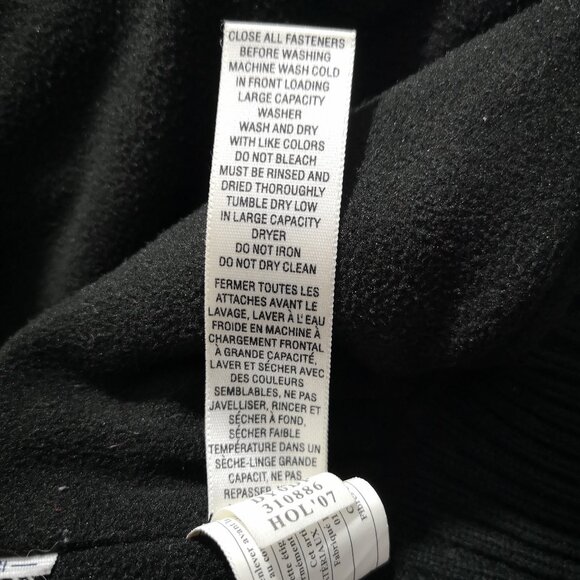 CLOSE ALL FASTENERS
BEFORE WASHING
MACHINE WASH COLD
IN FRONT LOADING
LARGE CAPACITY
WASHER
WASH AND DRY
WITH LIKE COLORS
DO NOT BLEACH
MUST BE RINSED AND
DRIED THOROUGHLY
TUMBLE DRY LOW
IN LARGE CAPACITY
DRYER
DO NOT IRON
DO NOT DRY CLEAN
FERMER TOUTES LES
ATTACHES AVANT LE
LAVAGE, LAVER À L'EAU
FROIDE EN MACHINE À
CHARGEMENT FRONTAL
À GRANDE CAPACITÉ,
LAVER ET SÉCHER AVEC
DES COULEURS
SEMBLABLES, NE PAS
JAVELLISER, RINCER ET
SÉCHER À FOND,
SÉCHER FAIBLE
TEMPÉRATURE DANS UN
SÈCHE-LINGE GRANDE
CAPACIT, NE PAS
REPASSER
310886
HOL'07